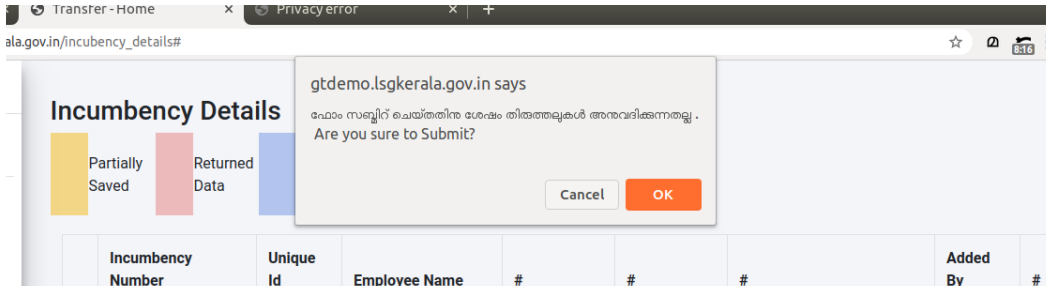 Transfer - Home
Privacy error
ala.gov.in/incubency_details#
8:16
gtdemo.lsgkerala.gov.in says
ഫോം സബ്മിറ് ചെയ്തതിനു ശേഷം തിരുത്തലുകൾ അനുവദിക്കുന്നതല്ല .
Are you sure to Submit?
Cancel OK
Incumbency Details
Partially Saved
Returned Data
Incumbency Number
Unique Id
Employee Name
#
#
#
Added By
#